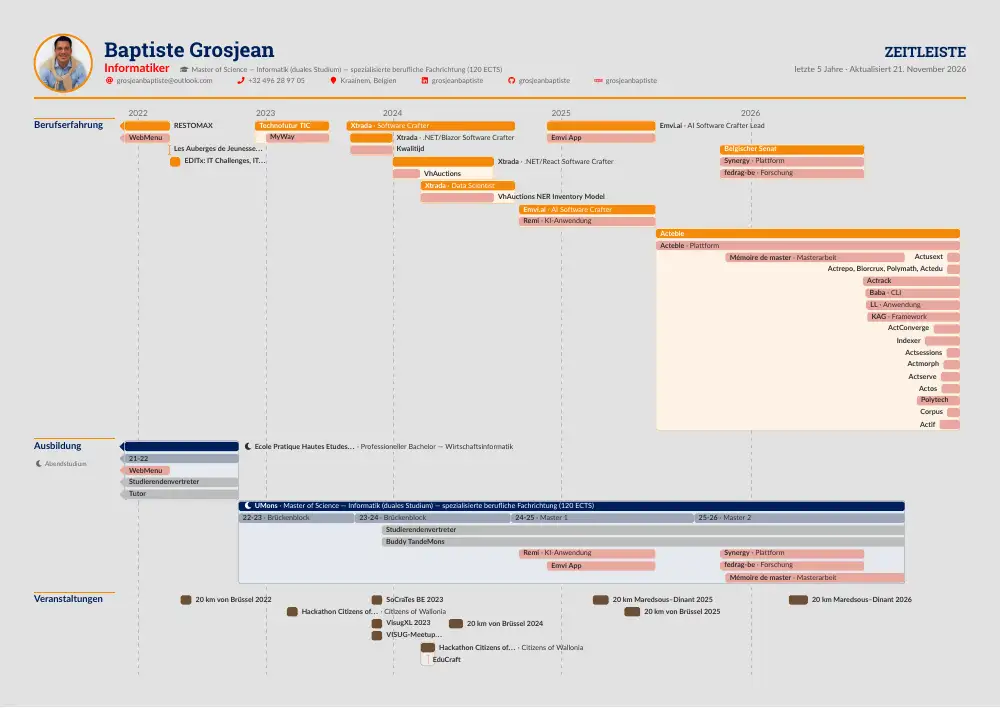 Baptiste Grosjean
ZEITLEISTE
Informatiker Master of Science — Informatik (duales Studium) — spezialisierte berufliche Fachrichtung (120 ECTS)
letzte 5 Jahre · Aktualisiert 21. November 2026
grosjeanbaptiste@outlook.com +32 496 28 97 05 Kraainem, Belgien grosjeanbaptiste grosjeanbaptiste grosjeanbaptiste
2022 2023 2024 2025 2026
Berufserfahrung
RESTOMAX Technofutur TIC Xtrada · Software Crafter Emvi.ai · AI Software Crafter Lead
WebMenu MyWay Xtrada · .NET/Blazor Software Crafter Emvi App
Les Auberges de Jeunesse... Kwalitijd Belgischer Senat
EDITx: IT Challenges, IT... Xtrada · .NET/React Software Crafter Synergy · Plattform
VhAuctions fedrag-be · Forschung
Xtrada · Data Scientist
VhAuctions NER Inventory Model
Emvi.ai · AI Software Crafter
Remi · KI-Anwendung
Acteble
Acteble · Plattform
Mémoire de master · Masterarbeit Actusext
Actrepo, Biorcrux, Polymath, Actedu
Actrack
Baba · CLI
LL · Anwendung
KAG · Framework
ActConverge
Indexer
Actsessions
Actmorph
Actserve
Actos
Polytech
Corpus
Actif
Ausbildung
Ecole Pratique Hautes Etudes... · Professioneller Bachelor — Wirtschaftsinformatik
Abendstudium
21-22
WebMenu
Studierendenvertreter
Tutor
UMons · Master of Science — Informatik (duales Studium) — spezialisierte berufliche Fachrichtung (120 ECTS)
22-23 · Brückenblock 23-24 · Brückenblock 24-25 · Master 1 25-26 · Master 2
Studierendenvertreter
Buddy TandeMons
Remi · KI-Anwendung Synergy · Plattform
Emvi App fedrag-be · Forschung
Mémoire de master · Masterarbeit
Veranstaltungen
20 km von Brüssel 2022 SoCraTes BE 2023 20 km Maredsous–Dinant 2025 20 km Maredsous–Dinant 2026
Hackathon Citizens of... · Citizens of Wallonia 20 km von Brüssel 2025
VisugXL 2023 20 km von Brüssel 2024
V(SUG-Meetup...
Hackathon Citizens of... · Citizens of Wallonia
EduCraft